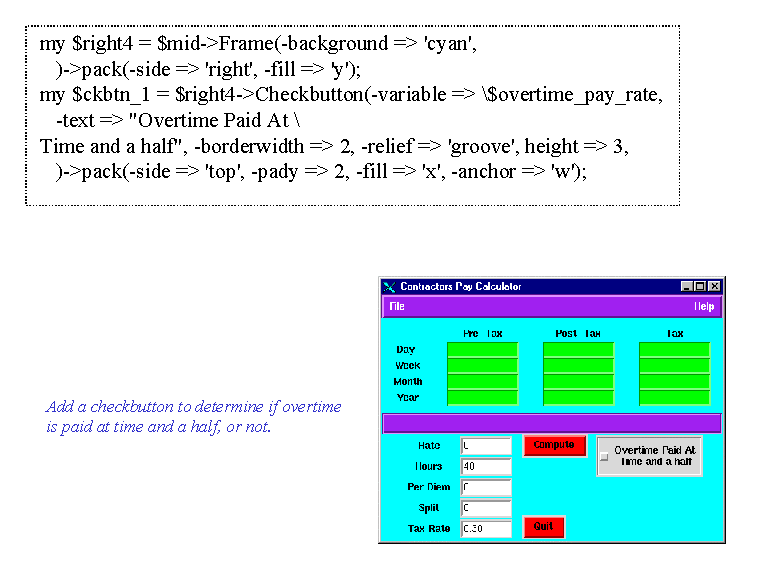 my $right4 = $mid->Frame(-background => 'cyan',
)->pack(-side => 'right', -fill => 'y');
my $ckbtn_1 = $right4->Checkbutton(-variable => \$overtime_pay_rate,
-text => "Overtime Paid At \
Time and a half", -borderwidth => 2, -relief => 'groove', height => 3,
)->pack(-side => 'top', -pady => 2, -fill => 'x', -anchor => 'w');
Add a checkbutton to determine if overtime
is paid at time and a half, or not.
Contractors Pay Calculator
File Help
Pre Tax Post Tax Tax
Day
Week
Month
Year
Rate 0 Compute
Overtime Paid At
Time and a half
Hours 40
Per Diem 0
Split 0
Tax Rate 0.30 Quit